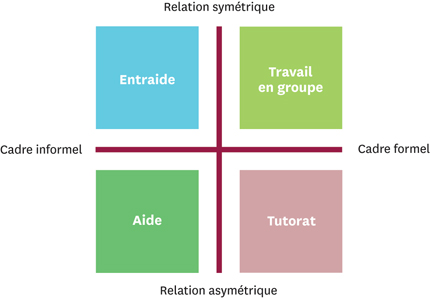 Relation symétrique
Entraide
Travail
en groupe
Cadre informel
Cadre formel
Aide
Tutorat
Relation asymétrique